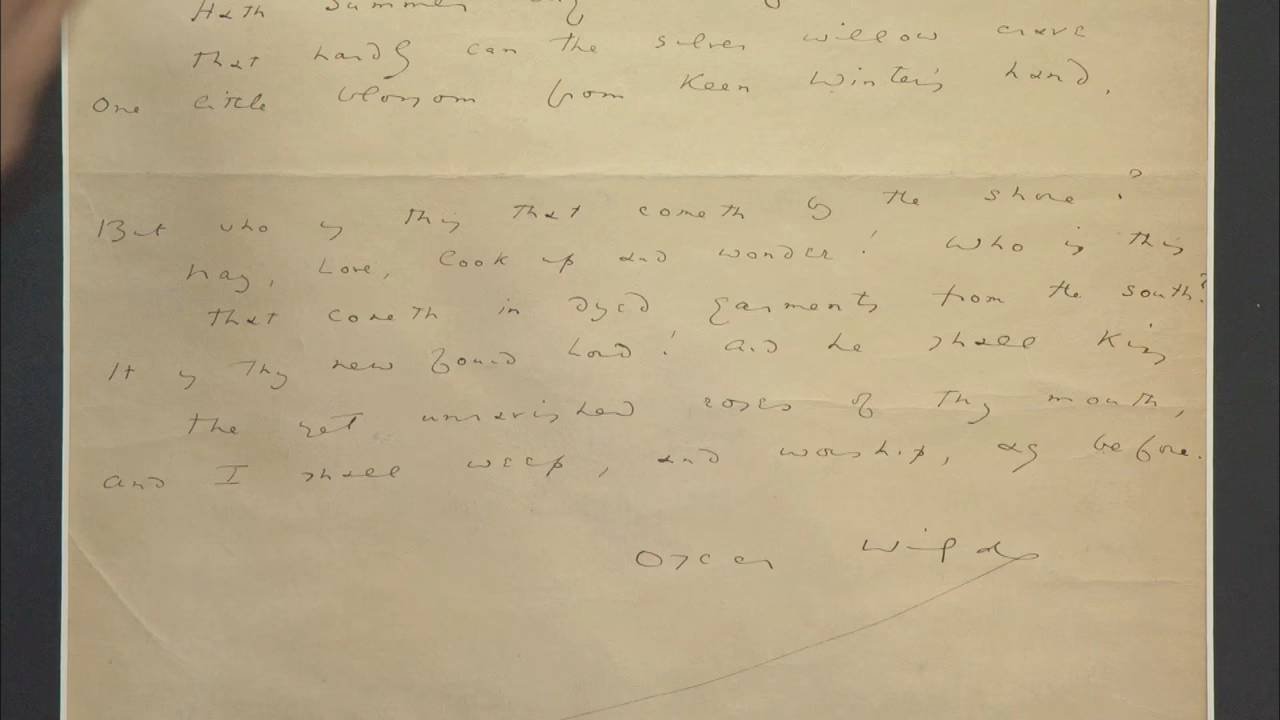 Hath Summer
that hardly can the silver willow crave
One little blossom from Keen Winter's hand,
But who is this that cometh by the shore?
Nay, Love, look up and wonder! Who is this
that cometh in dyed garments from the south?
It is thy new found Lord! and he shall Kiss
the yet unravished roses of thy mouth,
and I shall weep, and worship, as before.
Oscar Wilde